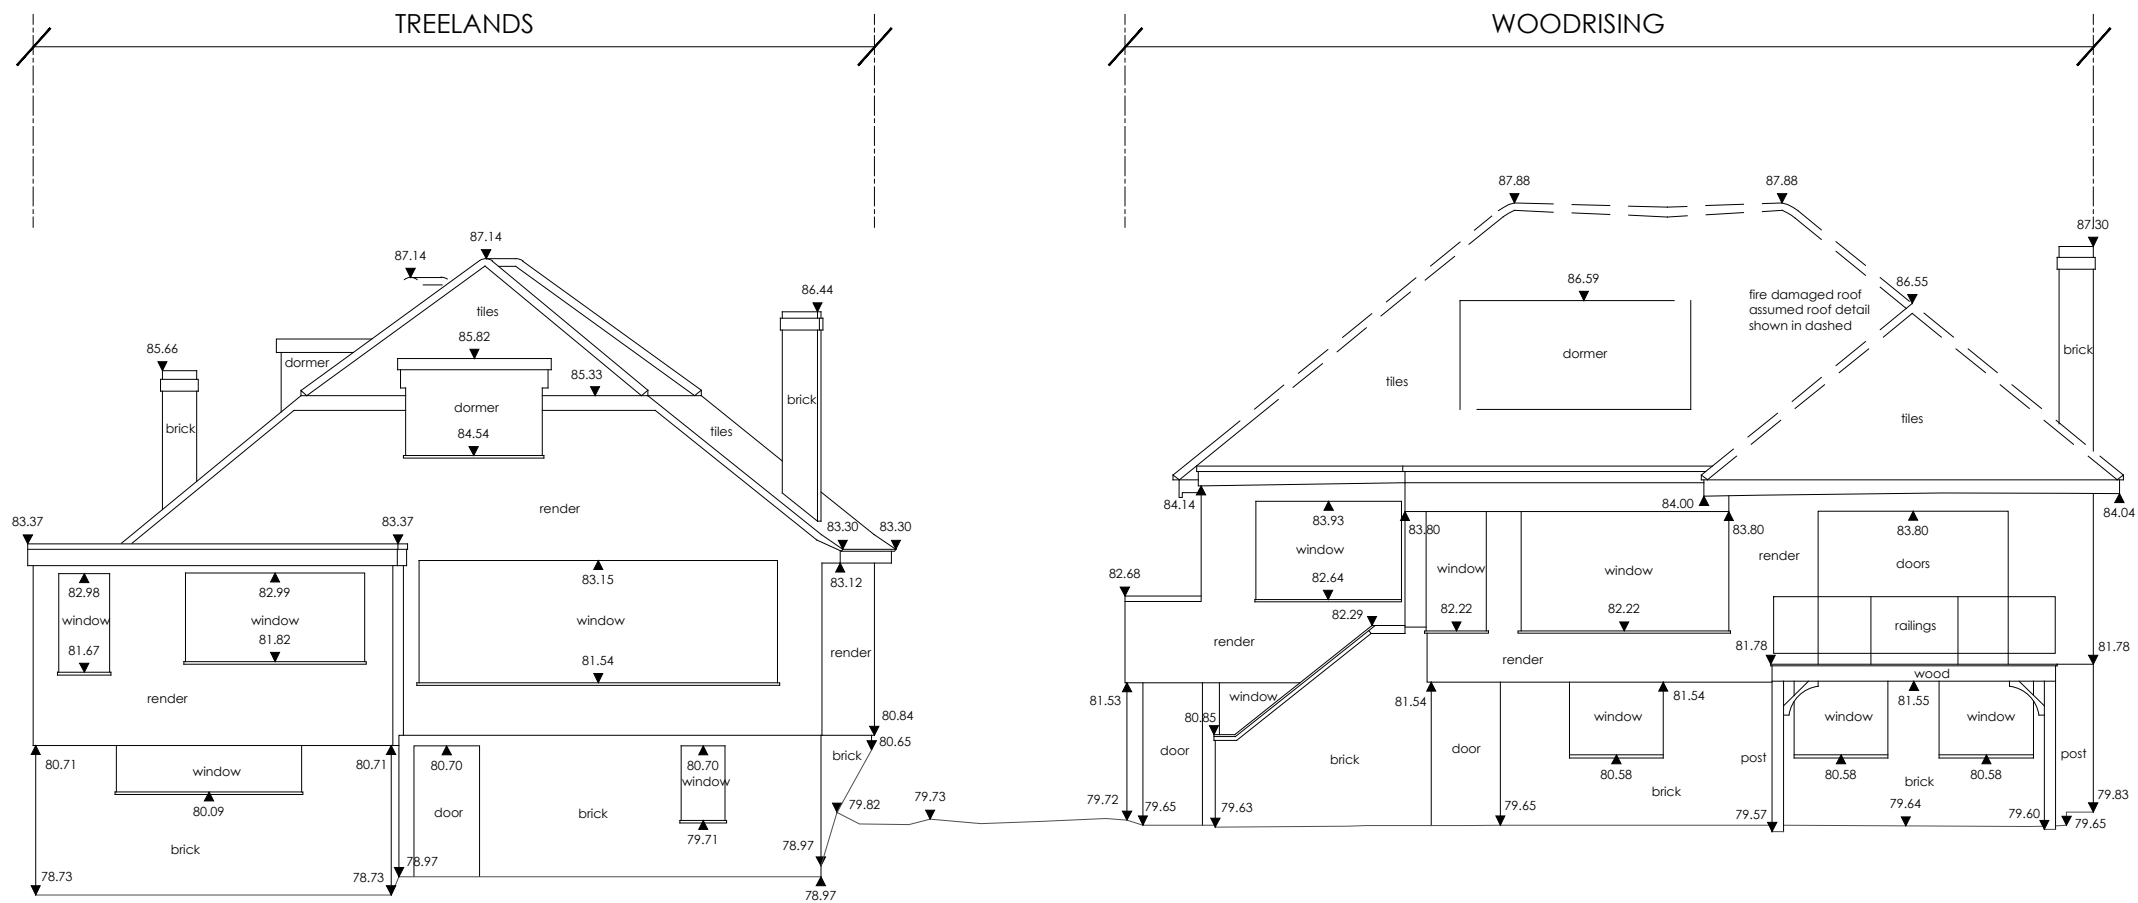 TREELANDS
WOODRISING
87.88
87.88
87.30
87.14
87.14
86.59
86.55
fire damaged roof
assumed roof detail
shown in dashed
86.44
tiles
85.82
85.66
dormer
dormer
brick
85.33
tiles
brick
dormer
tiles
brick
tiles
84.54
render
84.14
84.00
84.04
83.37
83.37
83.30
83.30
83.93
83.80
83.80
83.80
window
render
doors
83.15
83.12
82.98
82.99
82.68
82.64
window
window
82.22
82.22
window
window
window
82.29
railings
81.82
81.67
81.54
render
render
render
81.78
81.78
wood
render
81.53
window
81.54
81.54
81.55
80.85
80.84
80.65
window
window
window
80.71
80.71
80.70
80.70
window
brick
door
brick
door
post
post
window
80.58
80.58
80.58
80.09
brick
brick
79.72
79.65
79.63
79.65
79.57
79.64
79.60
79.83
79.65
79.82
79.73
door
brick
79.71
brick
78.97
78.97
78.73
78.73
78.97